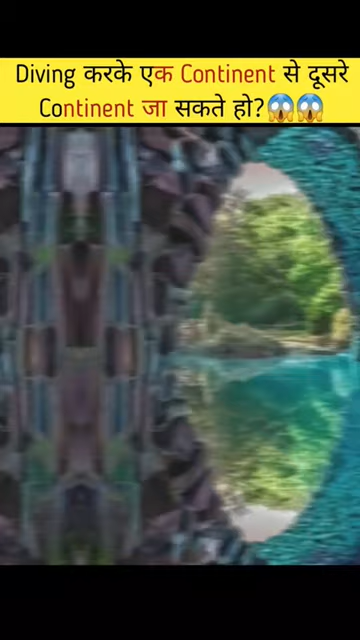 Diving करके एक Continent से दूसरे
Continent जा सकते हो?😱😱